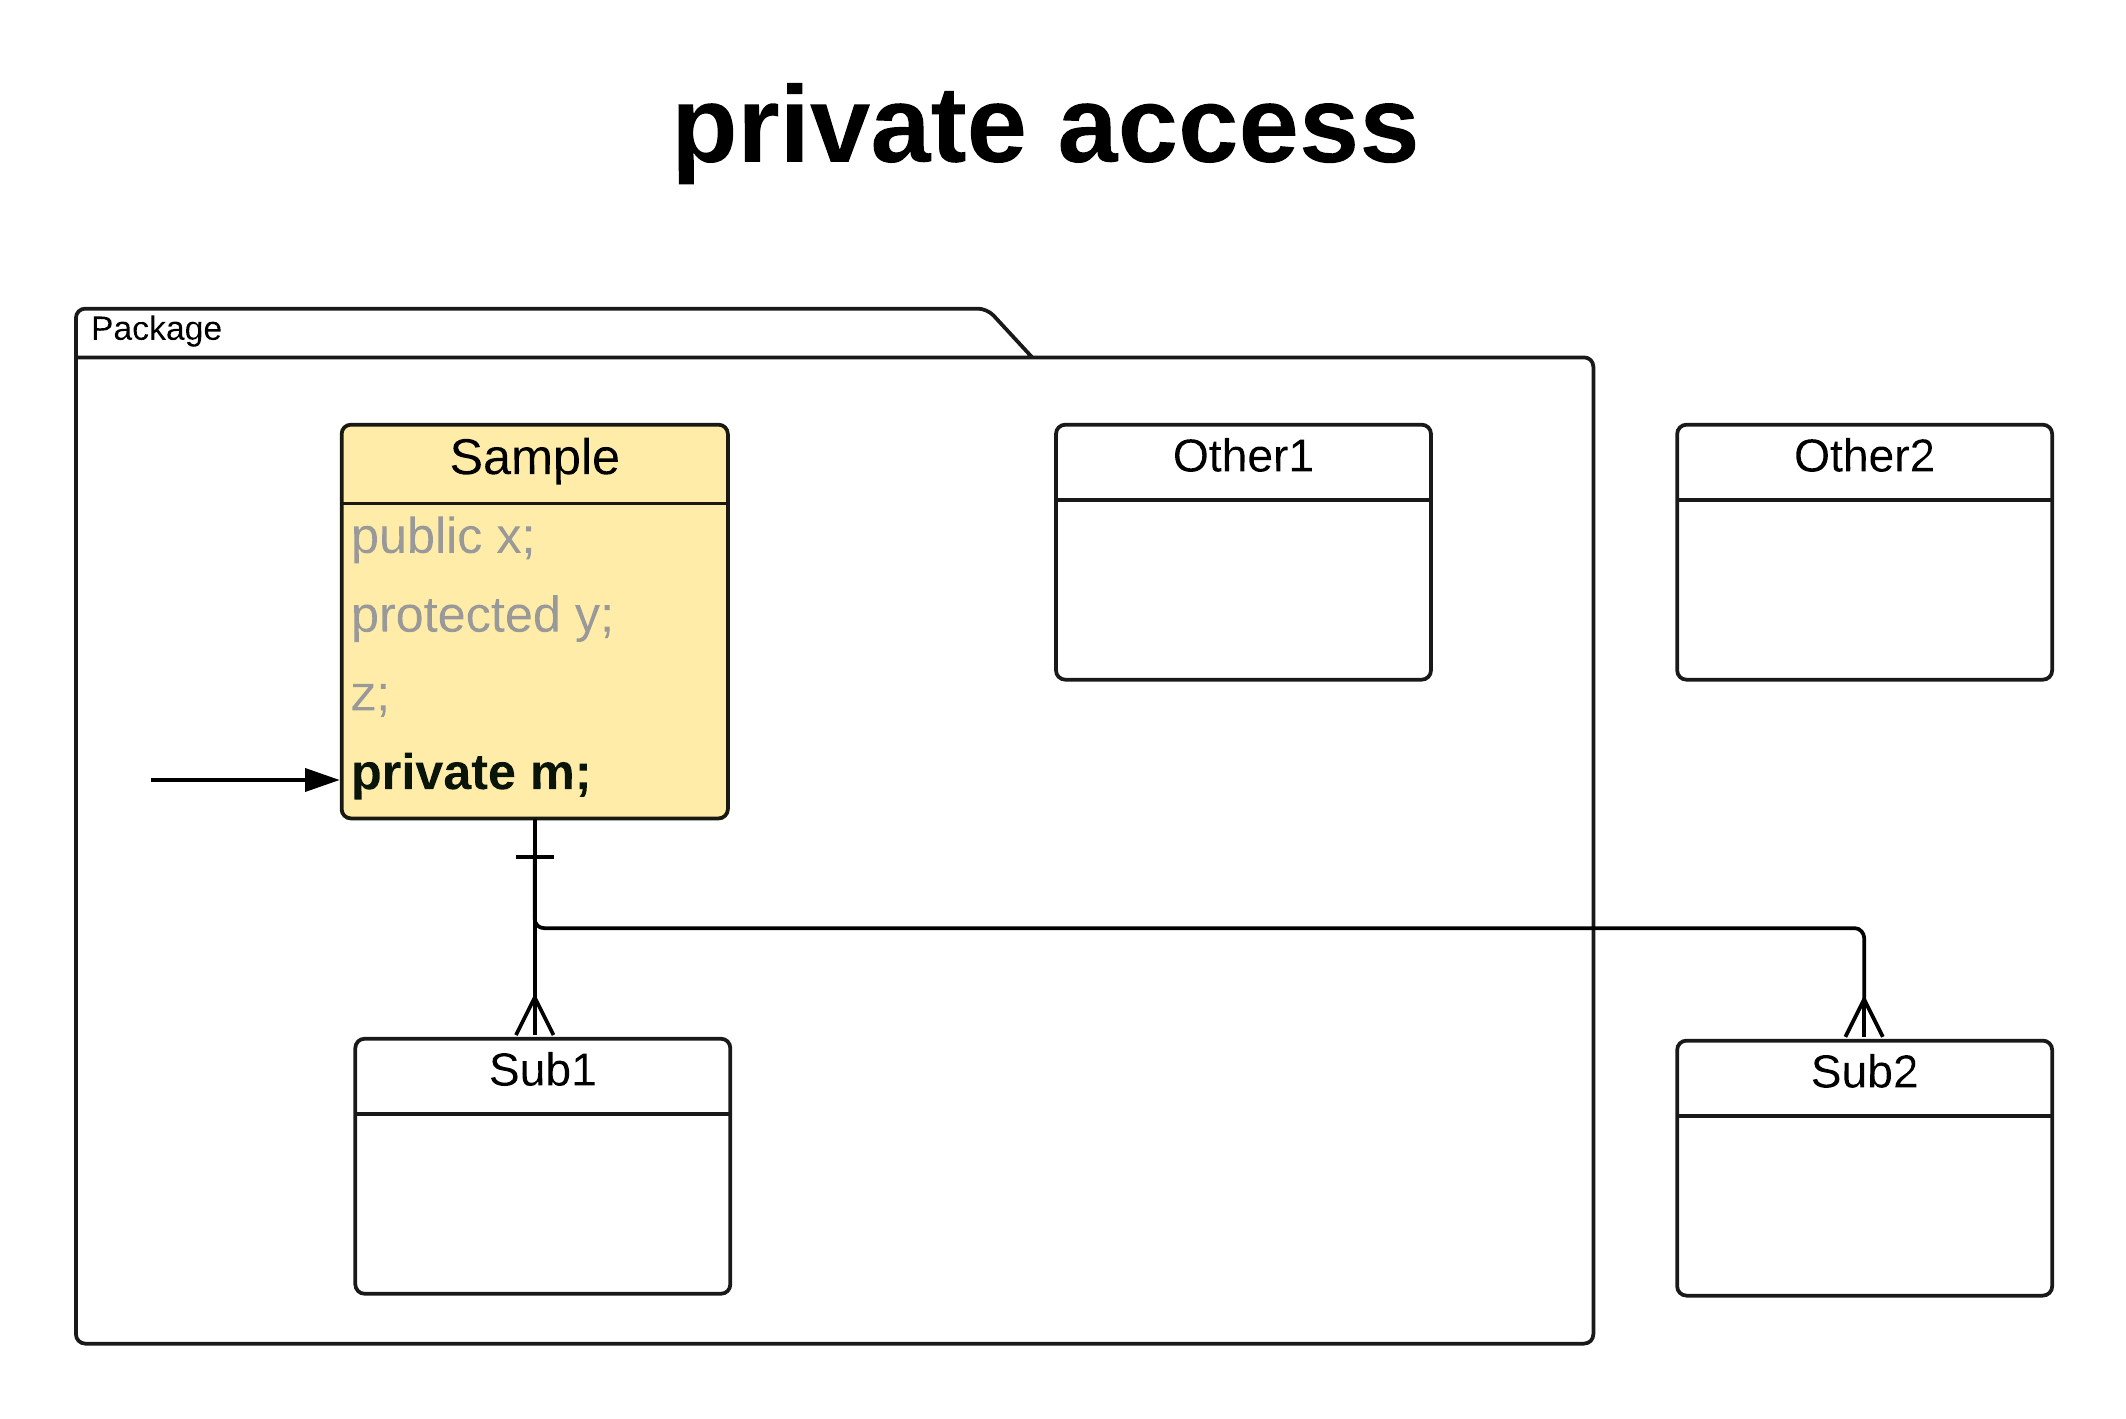 private access
Package
Sample
public x;
protected y;
z;
private m;
Other1
Other2
Sub1
Sub2